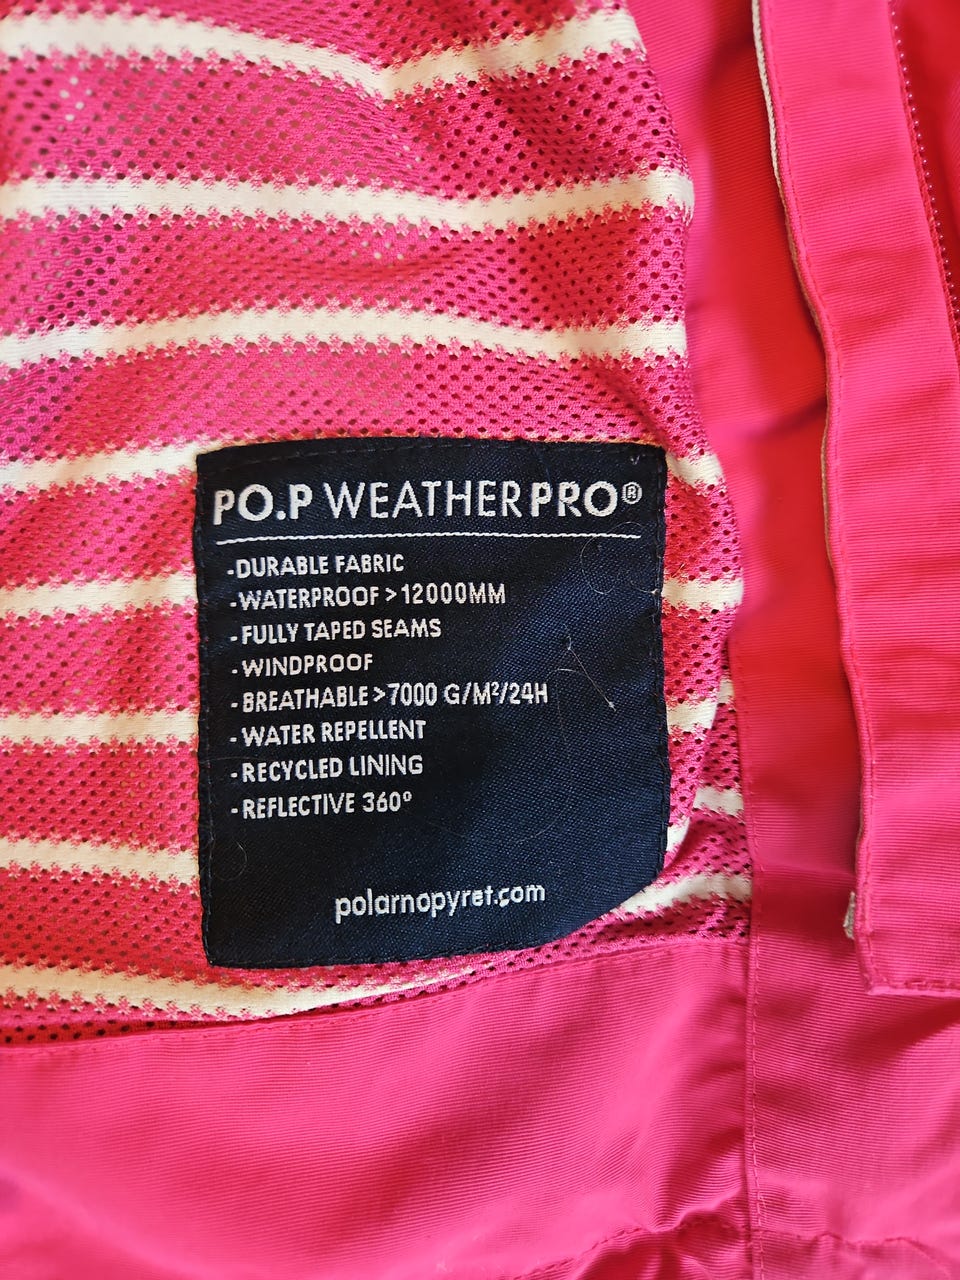 PO.P WEATHERPRO®
-DURABLE FABRIC
-WATERPROOF >12000MM
-FULLY TAPED SEAMS
-WINDPROOF
-BREATHABLE >7000 G/M²/24H
-WATER REPELLENT
-RECYCLED LINING
-REFLECTIVE 360°
polarnopyret.com